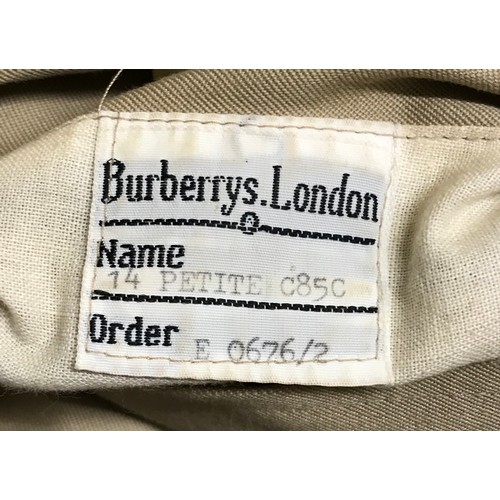 Burberrys.London
Name
14 PETITE C85C
Order
E 0676/2